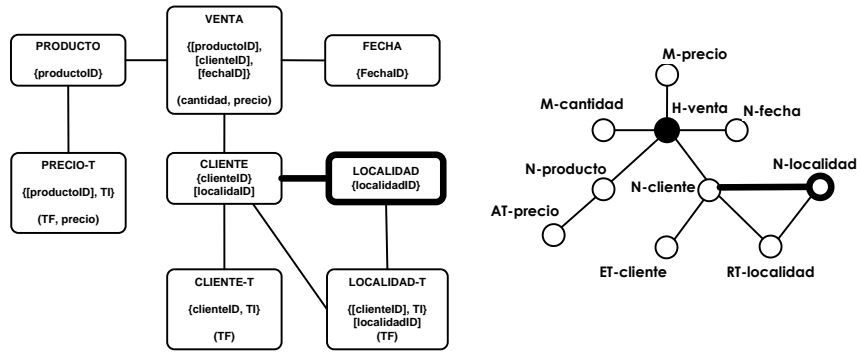 VENTA
{[productoID],
[clienteID],
[fechaID]}
(cantidad, precio)
PRODUCTO
{productoID}
FECHA
{FechaID}
PRECIO-T
{[productoID], TI}
(TF, precio)
CLIENTE
{clienteID}
[localidaID]
LOCALIDAD
{localidadID}
CLIENTE-T
{clienteID, TI}
(TF)
LOCALIDAD-T
{[clienteID], TI}
[localidadID]
(TF)
M-precio
M-cantidad
H-venta
N-fecha
N-producto
N-cliente
N-localidad
AT-precio
ET-cliente
RT-localidad